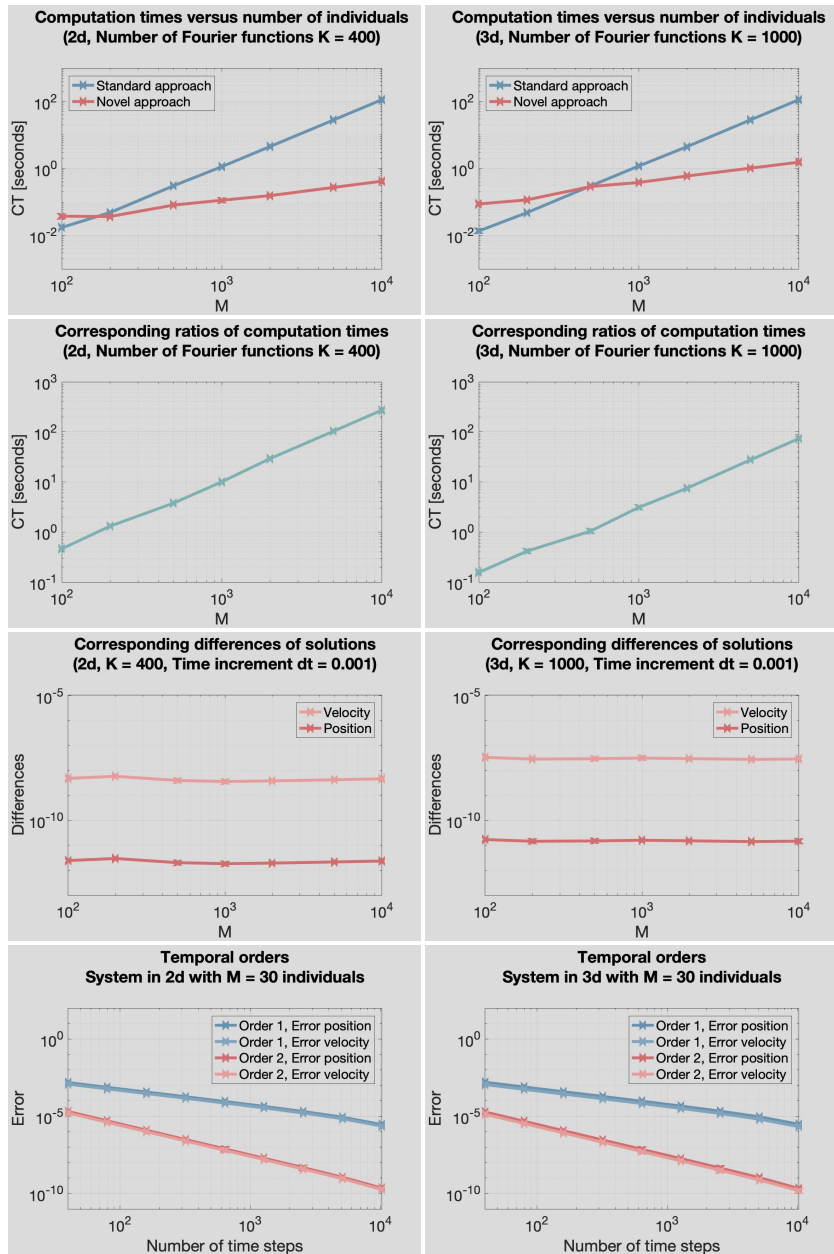 Computation times versus number of individuals
(2d, Number of Fourier functions K = 400)
Standard approach
Novel approach
10^2
10^0
10^-2
CT [seconds]
10^2
10^3
10^4
M
Computation times versus number of individuals
(3d, Number of Fourier functions K = 1000)
Standard approach
Novel approach
10^2
10^0
10^-2
CT [seconds]
10^2
10^3
10^4
M
Corresponding ratios of computation times
(2d, Number of Fourier functions K = 400)
10^3
10^2
10^1
10^0
10^-1
CT [seconds]
10^2
10^3
10^4
M
Corresponding ratios of computation times
(3d, Number of Fourier functions K = 1000)
10^3
10^2
10^1
10^0
10^-1
CT [seconds]
10^2
10^3
10^4
M
Corresponding differences of solutions
(2d, K = 400, Time increment dt = 0.001)
Velocity
Position
10^-5
10^-10
Differences
10^2
10^3
10^4
M
Corresponding differences of solutions
(3d, K = 1000, Time increment dt = 0.001)
Velocity
Position
10^-5
10^-10
Differences
10^2
10^3
10^4
M
Temporal orders
System in 2d with M = 30 individuals
Order 1, Error position
Order 1, Error velocity
Order 2, Error position
Order 2, Error velocity
10^0
10^-5
10^-10
Error
10^2
10^3
10^4
Number of time steps
Temporal orders
System in 3d with M = 30 individuals
Order 1, Error position
Order 1, Error velocity
Order 2, Error position
Order 2, Error velocity
10^0
10^-5
10^-10
Error
10^2
10^3
10^4
Number of time steps